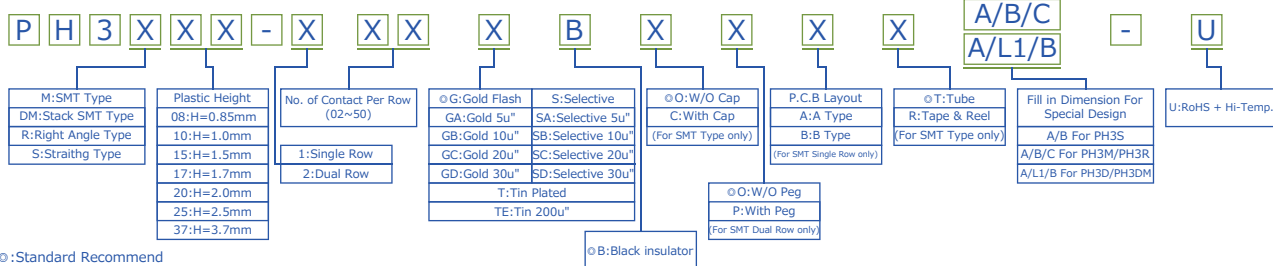 A/B/C
P H 3 X X X - X X X X B X X X X A/L1/B - U
M:SMT Type
DM:Stack SMT Type
R:Right Angle Type
S:Straithg Type
Plastic Height
08:H=0.85mm
10:H=1.0mm
15:H=1.5mm
17:H=1.7mm
20:H=2.0mm
25:H=2.5mm
37:H=3.7mm
No. of Contact Per Row
(02~50)
1:Single Row
2:Dual Row
◎G:Gold Flash S:Selective
GA:Gold 5u" SA:Selective 5u"
GB:Gold 10u" SB:Selective 10u"
GC:Gold 20u" SC:Selective 20u"
GD:Gold 30u" SD:Selective 30u"
T:Tin Plated
TE:Tin 200u"
◎B:Black insulator
◎O:W/O Cap
C:With Cap
(For SMT Type only)
◎O:W/O Peg
P:With Peg
(For SMT Dual Row only)
P.C.B Layout
A:A Type
B:B Type
(For SMT Single Row only)
◎T:Tube
R:Tape & Reel
(For SMT Type only)
Fill in Dimension For
Special Design
A/B For PH3S
A/B/C For PH3M/PH3R
A/L1/B For PH3D/PH3DM
U:RoHS + Hi-Temp.
◎:Standard Recommend